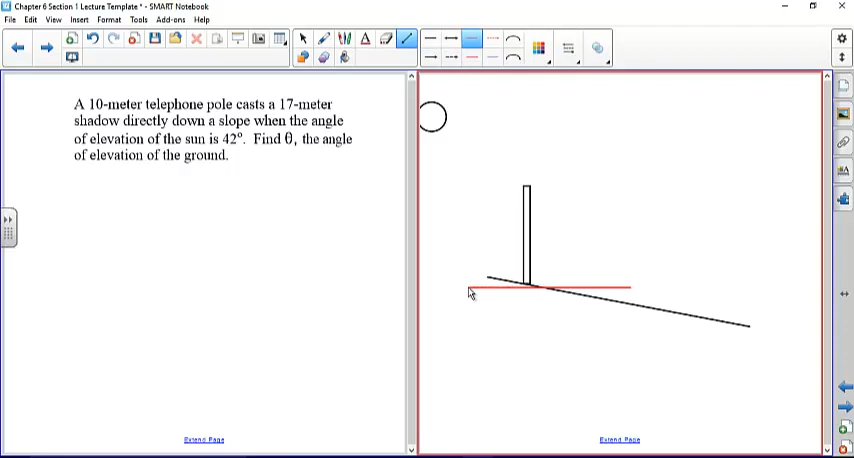 Chapter 6 Section 1 Lecture Template * - SMART Notebook
File Edit View Insert Format Tools Add-ons Help
A 10-meter telephone pole casts a 17-meter
shadow directly down a slope when the angle
of elevation of the sun is 42°. Find θ, the angle
of elevation of the ground.
Extend Page
Extend Page